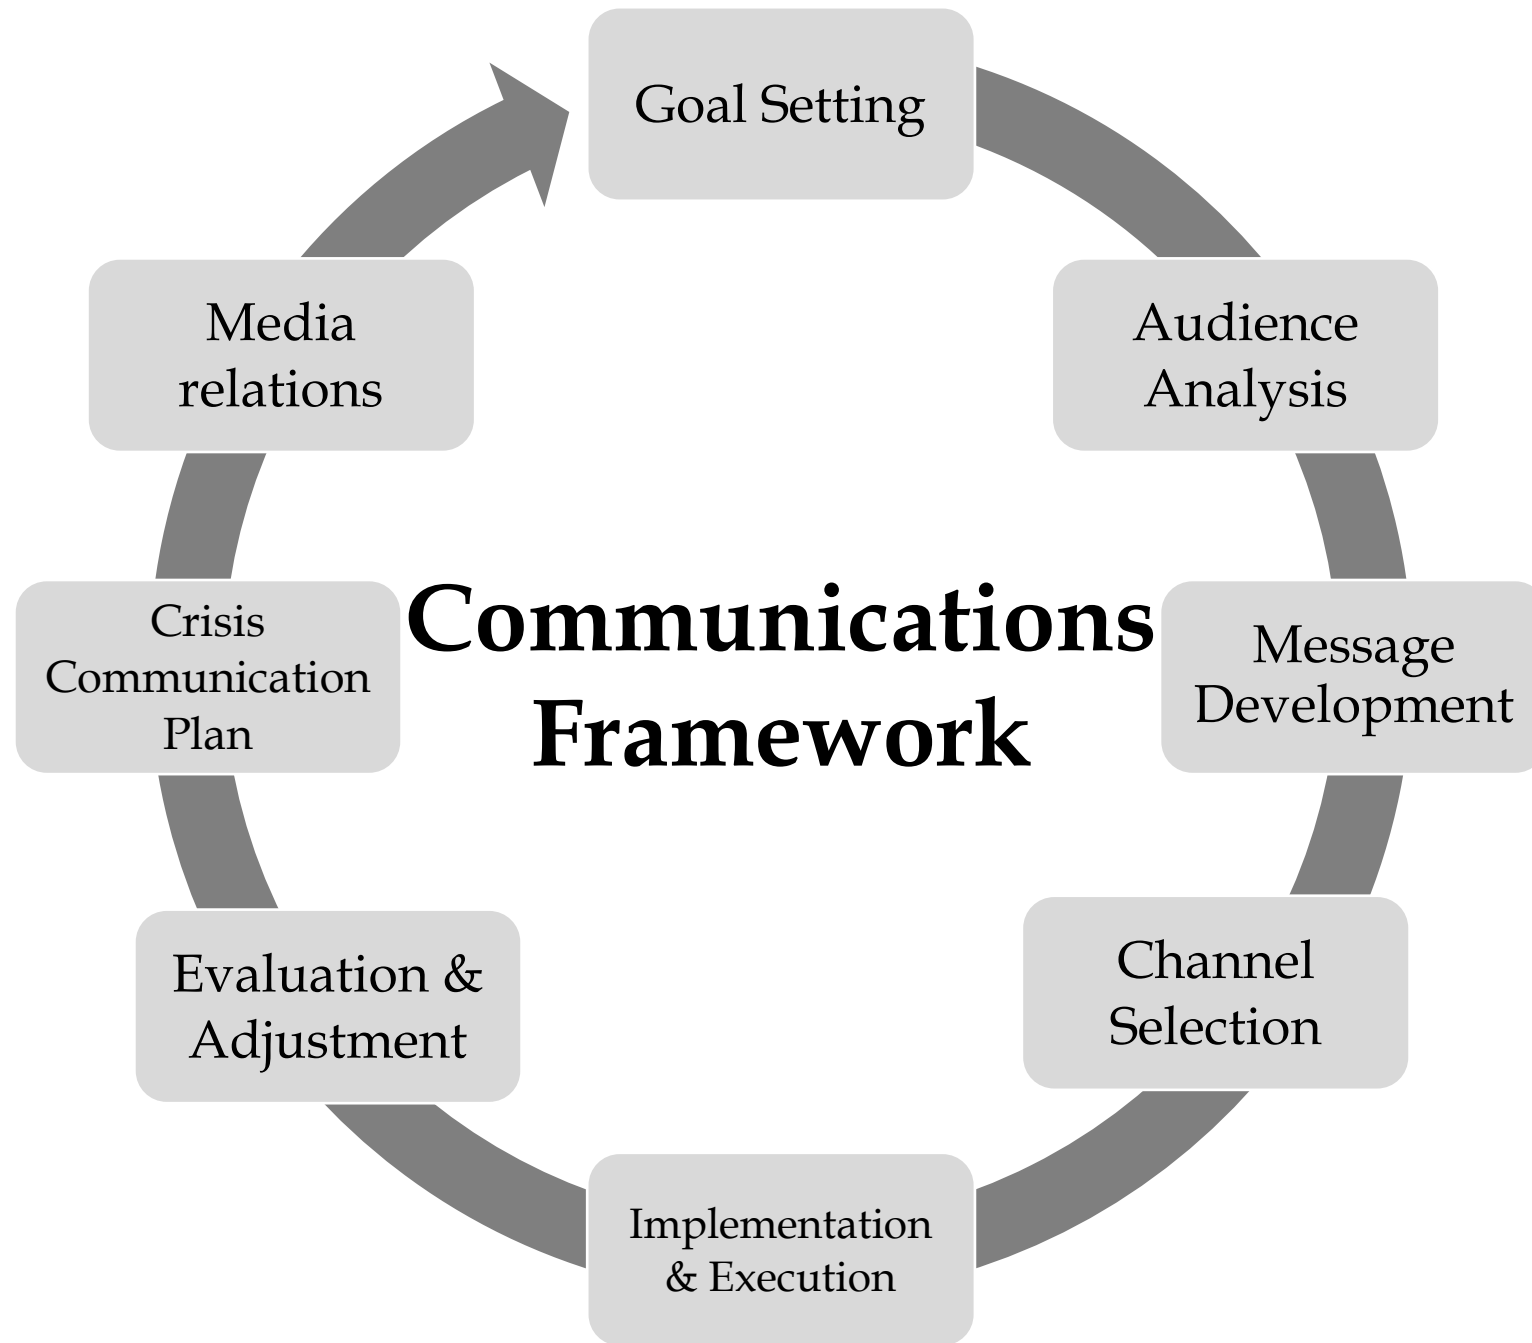 Goal Setting
Audience
Analysis
Message
Development
Channel
Selection
Implementation
& Execution
Evaluation &
Adjustment
Crisis
Communication
Plan
Media
relations
Communications
Framework